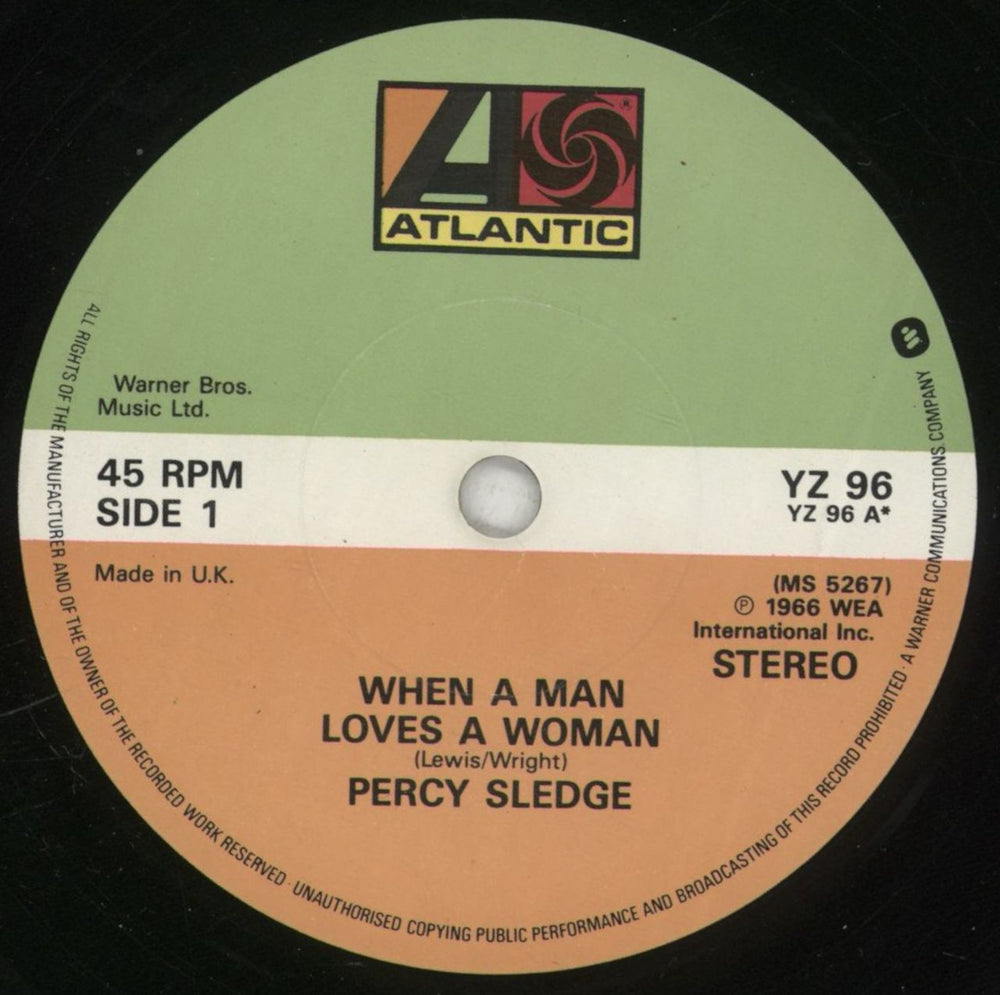 ATLANTIC
®
Warner Bros.
Music Ltd.
45 RPM
SIDE 1
YZ 96
YZ 96 A*
Made in U.K.
(MS 5267)
℗ 1966 WEA
International Inc.
STEREO
WHEN A MAN
LOVES A WOMAN
(Lewis/Wright)
PERCY SLEDGE
ALL RIGHTS OF THE MANUFACTURER AND OF THE OWNER OF THE RECORDED WORK RESERVED · UNAUTHORISED COPYING PUBLIC PERFORMANCE AND BROADCASTING OF THIS RECORD PROHIBITED · A WARNER COMMUNICATIONS COMPANY